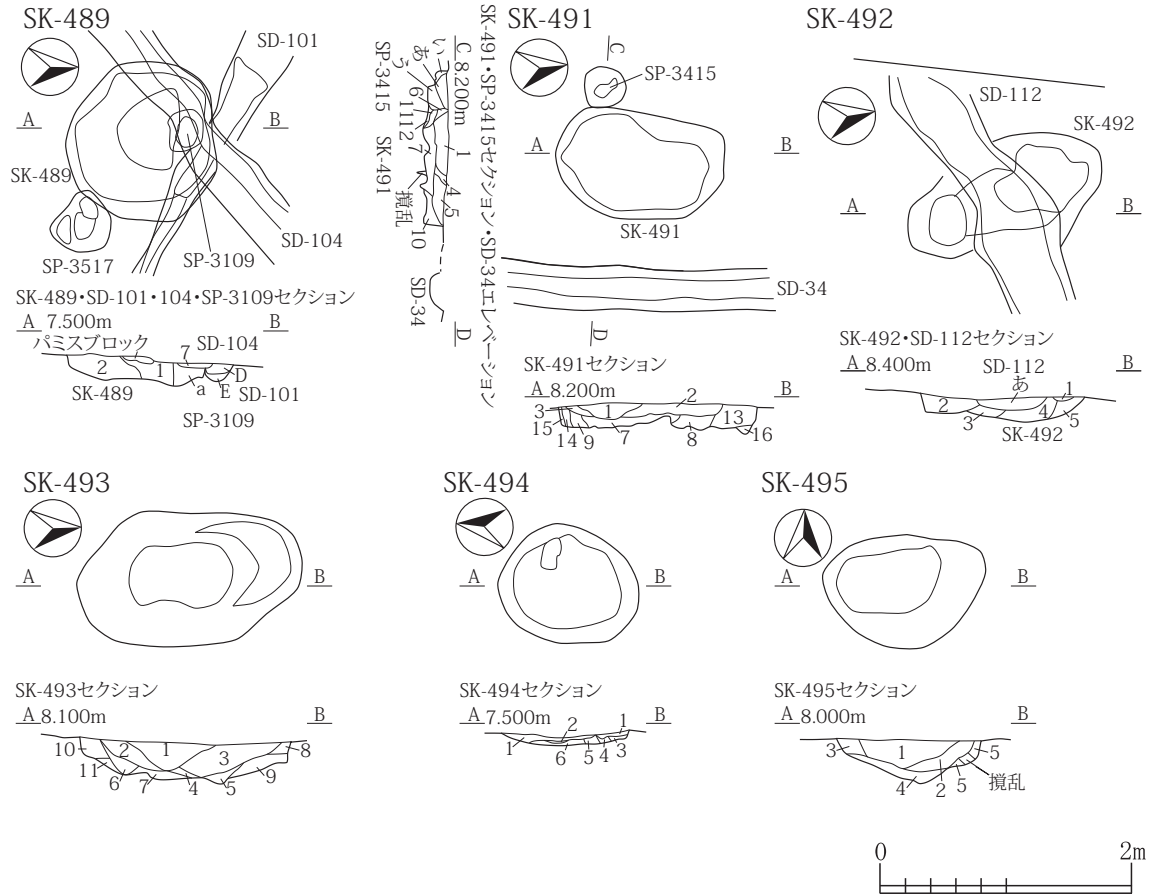 SK-489
SD-101
A
B
SK-489
SD-104
SP-3517
SP-3109
SK-489・SD-101・104・SP-3109セクション
A 7.500m
B
パミスブロック
7
SD-104
2
1
D
SK-489
a
E
SD-101
SP-3109
SK-491・SP-3415セクション・SD-34エレベーション
C 8.200m
D
い
あ
う
SP-3415
6
11
12
7
1
4
5
SK-491
撹乱
10
SD-34
SK-491
C
SP-3415
A
B
SK-491
SD-34
D
SK-491セクション
A 8.200m
B
2
3
1
13
15
14
9
7
8
16
SK-492
SD-112
SK-492
A
B
SK-492・SD-112セクション
A 8.400m
B
SD-112
あ
1
2
4
3
5
SK-492
SK-493
A
B
SK-493セクション
A 8.100m
B
10
2
1
3
8
11
6
7
4
5
9
SK-494
A
B
SK-494セクション
A 7.500m
B
2
1
1
6
5
4
3
SK-495
A
B
SK-495セクション
A 8.000m
B
3
1
5
4
2
5
撹乱
0
2m